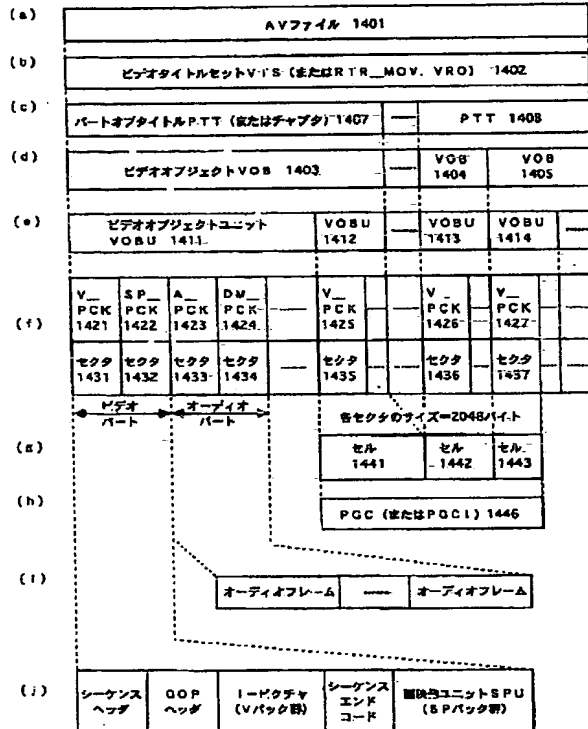 (a)
AVファイル 1401
(b)
ビデオタイトルセットVTS (またはRTR_MOV. VRO) 1402
(c)
パートオブタイトルPTT (またはチャプタ) 1407
PTT 1408
(d)
ビデオオブジェクトVOB 1403
VOB
1404
VOB
1405
(e)
ビデオオブジェクトユニット
VOBU 1411
VOBU
1412
VOBU
1413
VOBU
1414
(f)
V_
PCK
1421
SP_
PCK
1422
A_
PCK
1423
DM_
PCK
1424
V_
PCK
1425
V_
PCK
1426
V_
PCK
1427
セクタ
1431
セクタ
1432
セクタ
1433
セクタ
1434
セクタ
1435
セクタ
1436
セクタ
1437
ビデオ
パート
オーディオ
パート
各セクタのサイズ=2048バイト
(g)
セル
1441
セル
1442
セル
1443
(h)
PGC (またはPGCI) 1446
(i)
オーディオフレーム
オーディオフレーム
(j)
シーケンス
ヘッダ
GOP
ヘッダ
I-ピクチャ
(Vパック群)
シーケンス
エンド
コード
副映像ユニットSPU
(SPパック群)